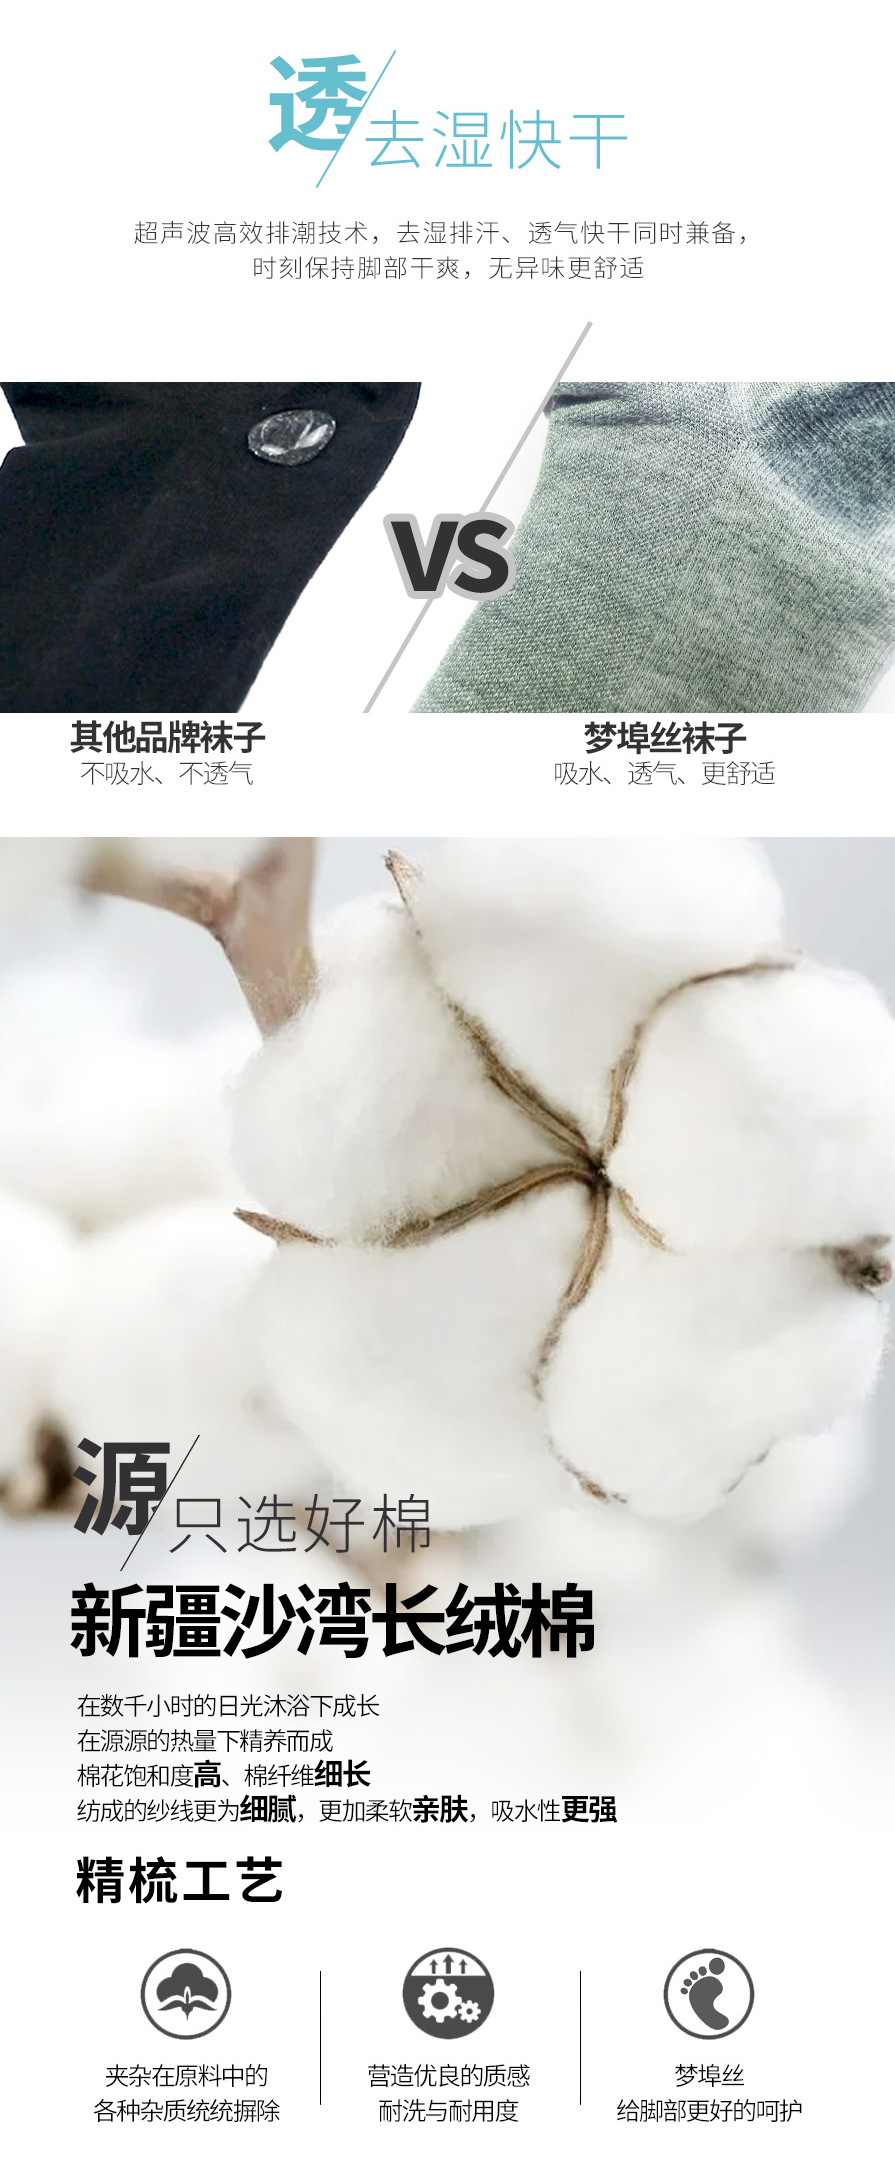 透
去湿快干
超声波高效排潮技术，去湿排汗、透气快干同时兼备，
时刻保持脚部干爽，无异味更舒适
VS
其他品牌袜子
不吸水、不透气
梦埠丝袜子
吸水、透气、更舒适
源
只选好棉
新疆沙湾长绒棉
在数千小时的日光沐浴下成长
在源源的热量下精养而成
棉花饱和度高、棉纤维细长
纺成的纱线更为细腻，更加柔软亲肤，吸水性更强
精梳工艺
夹杂在原料中的
各种杂质统统摒除
营造优良的质感
耐洗与耐用度
梦埠丝
给脚部更好的呵护